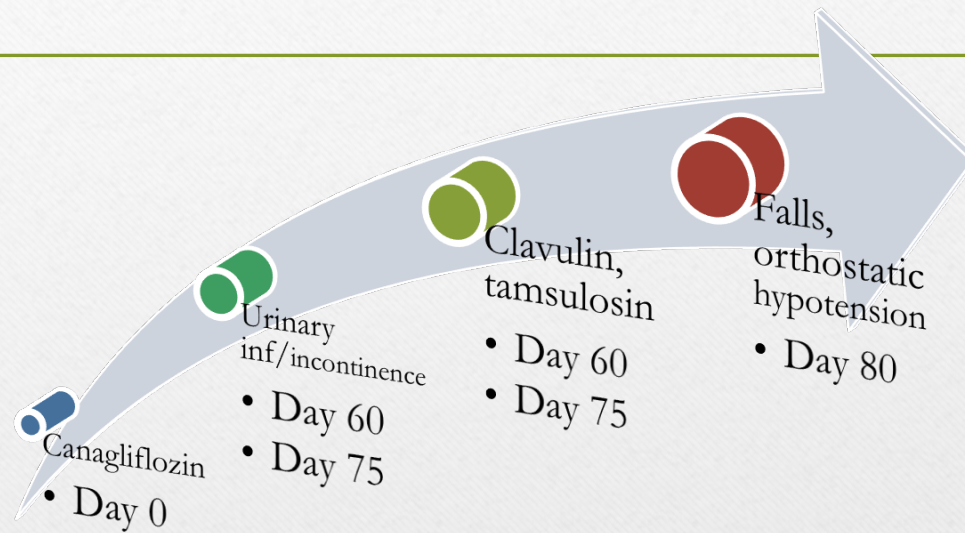 Canagliflozin
• Day 0
Urinary
inf/incontinence
• Day 60
• Day 75
Clavulin,
tamsulosin
• Day 60
• Day 75
Falls,
orthostatic
hypotension
• Day 80